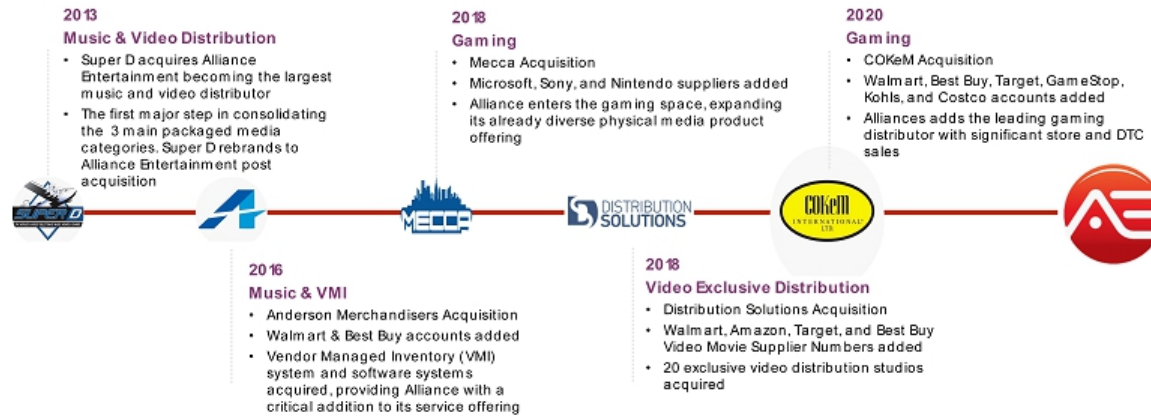 2013
Music & Video Distribution
• Super D acquires Alliance
Entertainment becoming the largest
music and video distributor
• The first major step in consolidating
the 3 main packaged media
categories. Super D rebrands to
Alliance Entertainment post
acquisition
2018
Gaming
• Mecca Acquisition
• Microsoft, Sony, and Nintendo suppliers added
• Alliance enters the gaming space, expanding
its already diverse physical media product
offering
2020
Gaming
• COKeM Acquisition
• Walmart, Best Buy, Target, GameStop,
Kohls, and Costco accounts added
• Alliances adds the leading gaming
distributor with significant store and DTC
sales
SUPER D
MECCA
DISTRIBUTION
SOLUTIONS
COKeM
INTERNATIONAL
LTD
AE
2016
Music & VMI
• Anderson Merchandisers Acquisition
• Walmart & Best Buy accounts added
• Vendor Managed Inventory (VMI)
system and software systems
acquired, providing Alliance with a
critical addition to its service offering
2018
Video Exclusive Distribution
• Distribution Solutions Acquisition
• Walmart, Amazon, Target, and Best Buy
Video Movie Supplier Numbers added
• 20 exclusive video distribution studios
acquired